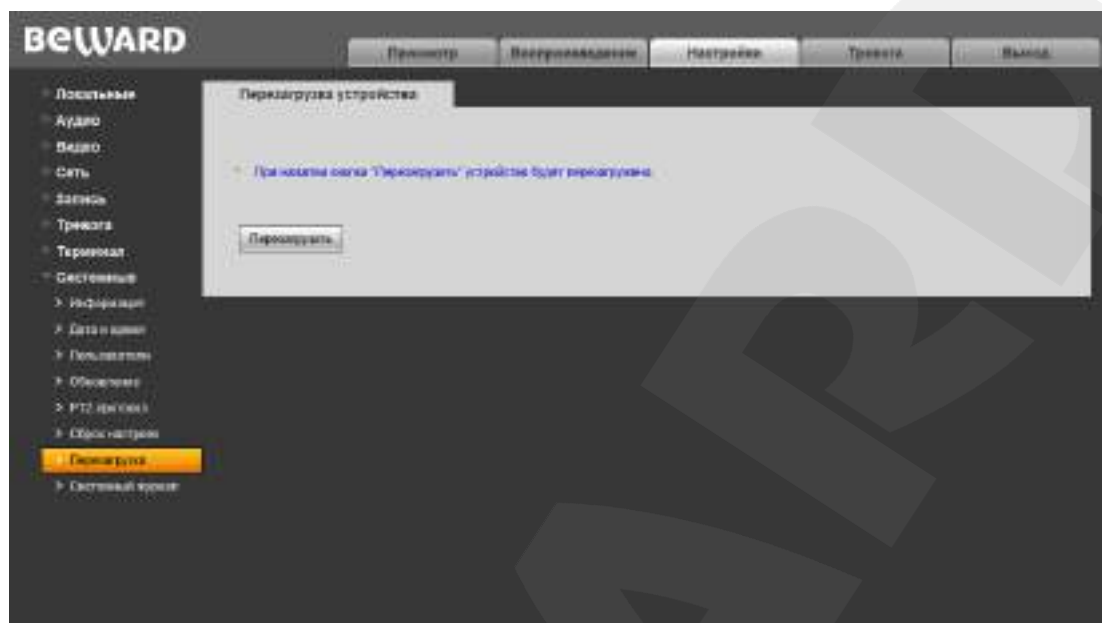 BEWARD
Просмотр
Воспроизведение
Настройки
Тревога
Выход
Локальные
Аудио
Видео
Сеть
Запись
Тревога
Терминал
Системные
Информация
Дата и время
Пользователи
Обновление
PTZ протокол
Сброс настроек
Перезагрузка
Системный журнал
Перезагрузка устройства
При нажатии кнопки "Перезагрузить" устройство будет перезагружено.
Перезагрузить